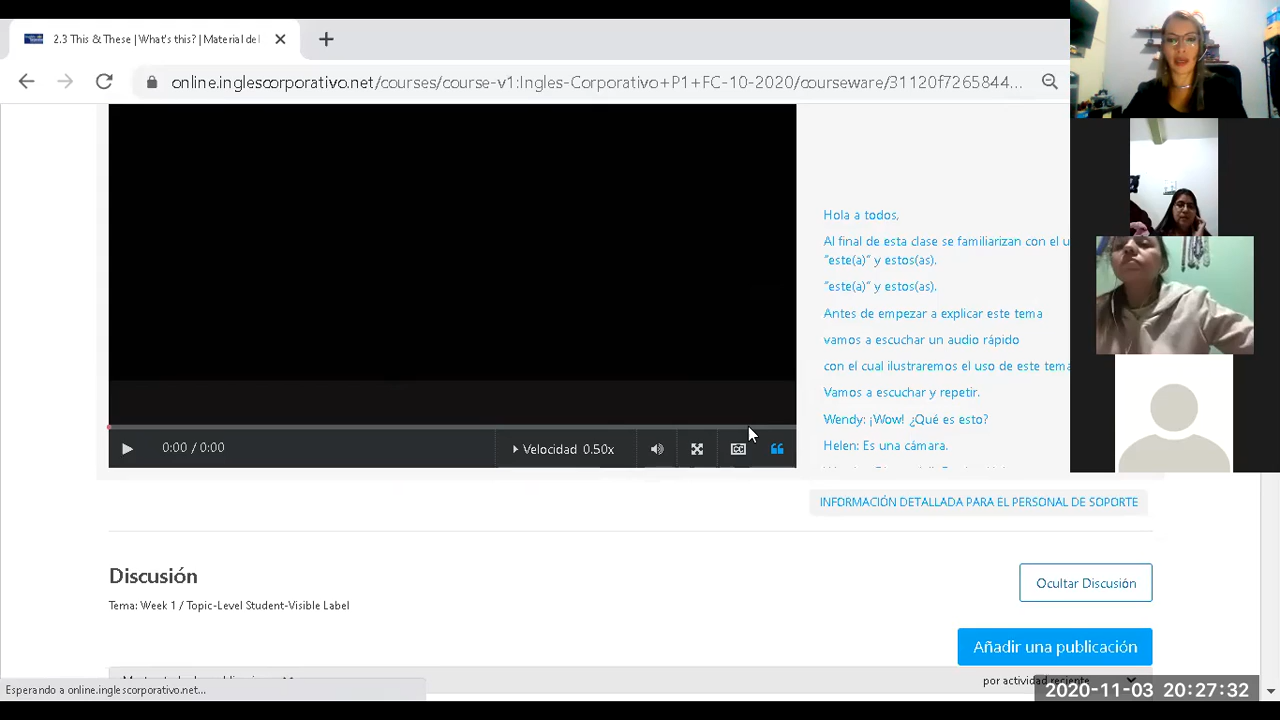 2.3 This & These | What's this? | Material de
online.inglescorporativo.net/courses/course-v1:Ingles-Corporativo+P1+FC-10-2020/courseware/31120f7265844...
Hola a todos,
Al final de esta clase se familiarizan con el u
"este(a)" y estos(as).
"este(a)" y estos(as).
Antes de empezar a explicar este tema
vamos a escuchar un audio rápido
con el cual ilustraremos el uso de este tema
Vamos a escuchar y repetir.
Wendy: ¡Wow! ¿Qué es esto?
Helen: Es una cámara.
0:00 / 0:00
Velocidad 0.50x
INFORMACIÓN DETALLADA PARA EL PERSONAL DE SOPORTE
Discusión
Ocultar Discusión
Tema: Week 1 / Topic-Level Student-Visible Label
Añadir una publicación
por actividad reciente
Esperando a online.inglescorporativo.net...
2020-11-03 20:27:32